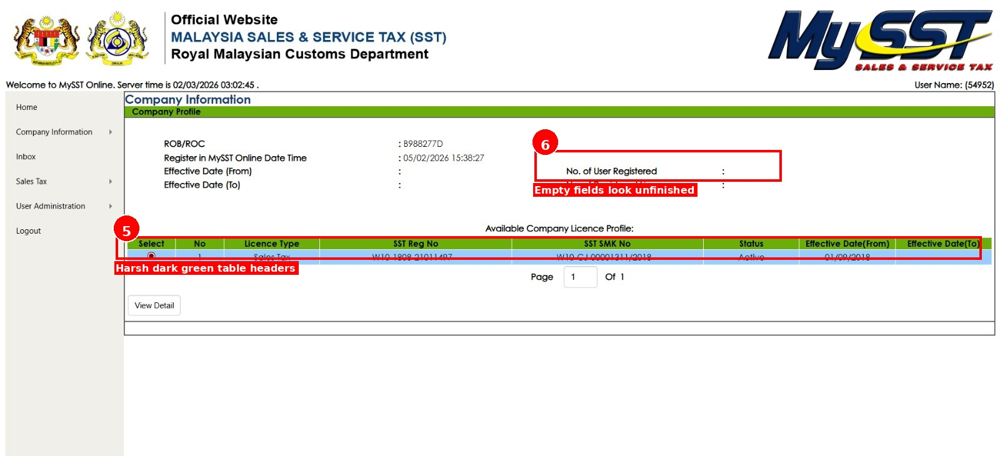 Official Website
MALAYSIA SALES & SERVICE TAX (SST)
Royal Malaysian Customs Department
MySST
SALES & SERVICE TAX
Welcome to MySST Online. Server time is 02/03/2026 03:02:45 .
User Name: (54952)
Home
Company Information
Inbox
Sales Tax
User Administration
Logout
Company Information
Company Profile
ROB/ROC : B988277D
Register in MySST Online Date Time : 05/02/2026 15:38:27
6
Effective Date (From) : No. of User Registered :
Effective Date (To) : :
Empty fields look unfinished
Available Company Licence Profile:
5
Select No Licence Type SST Reg No SST SMK No Status Effective Date(From) Effective Date(To)
1 Sales Tax W10-1808-21011497 W10-CJ-00001311/2018 Active 01/09/2018
Harsh dark green table headers
Page 1 Of 1
View Detail